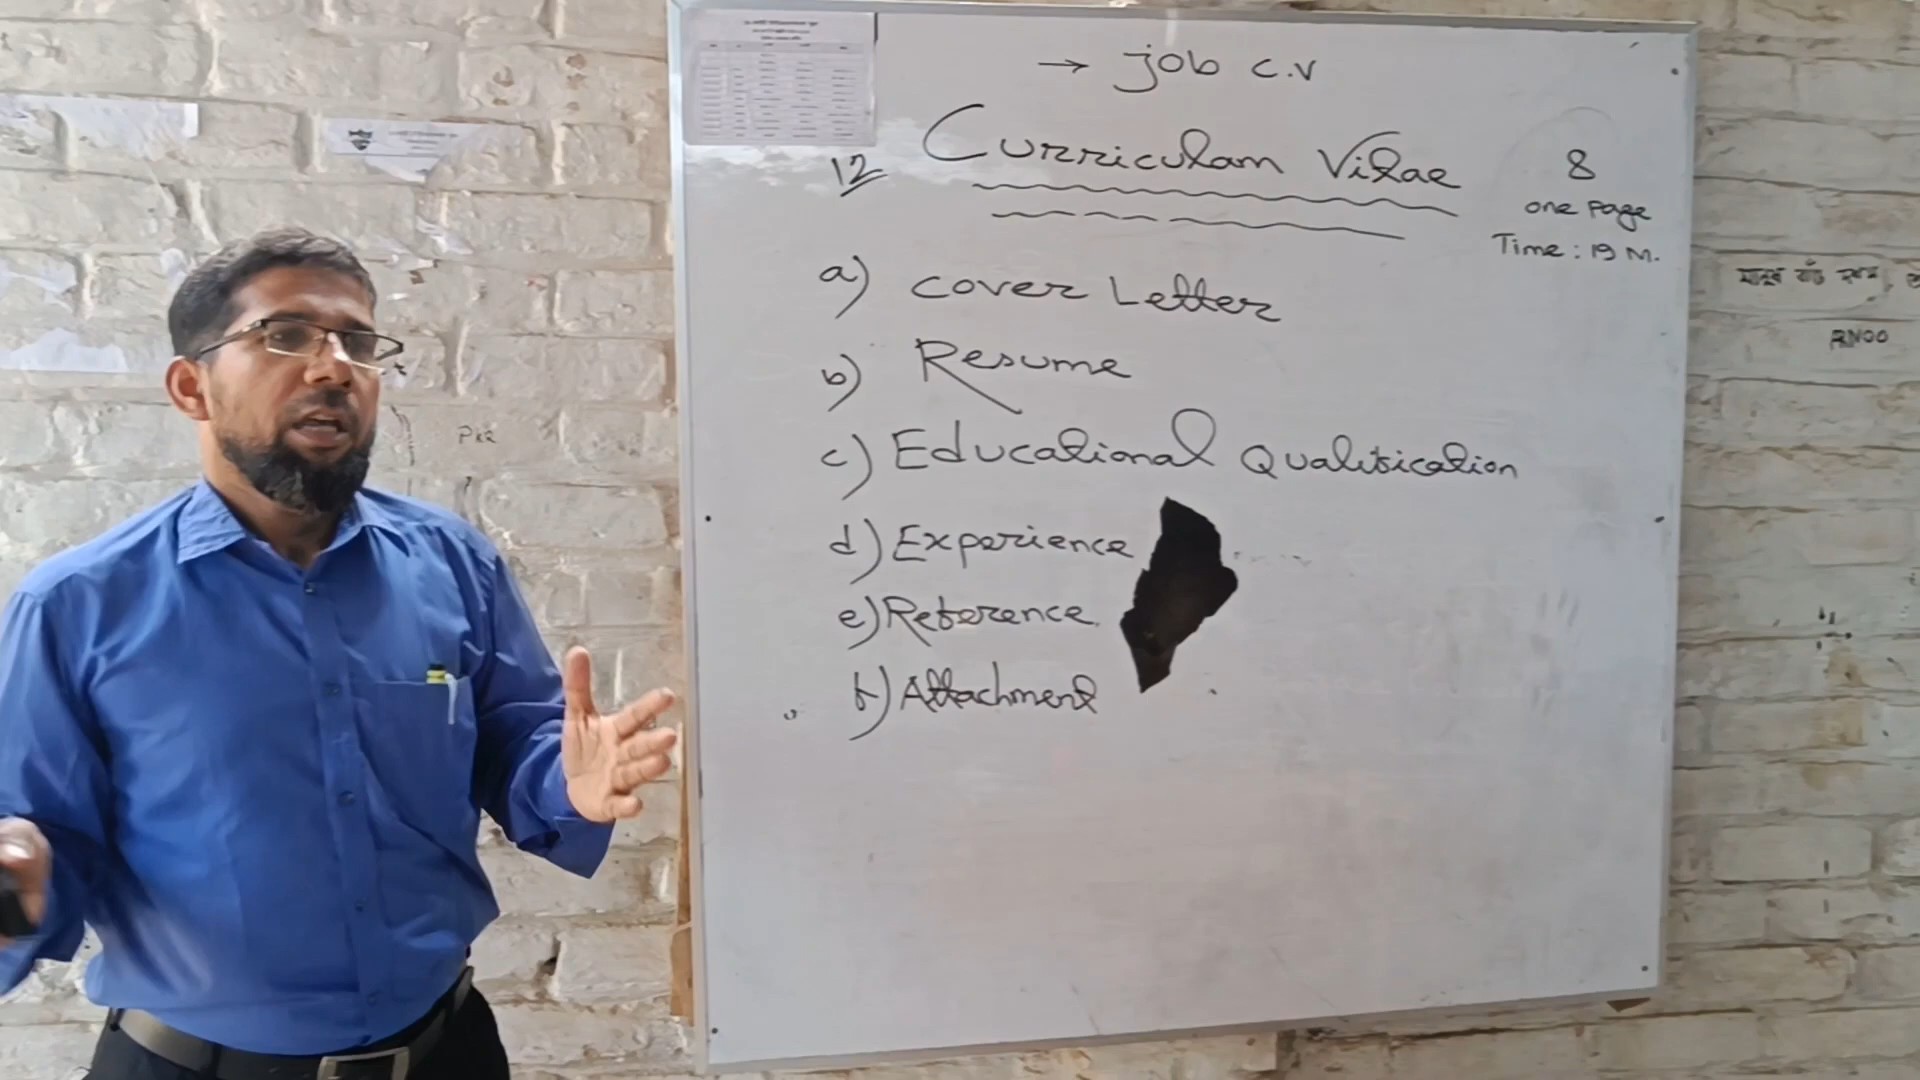 → job c.v
12
Curriculam Vitae
8
one page
Time : 19 M.
a) Cover Letter
b) Resume
c) Educational Qualification
d) Experience
e) Reference
f) Attachment